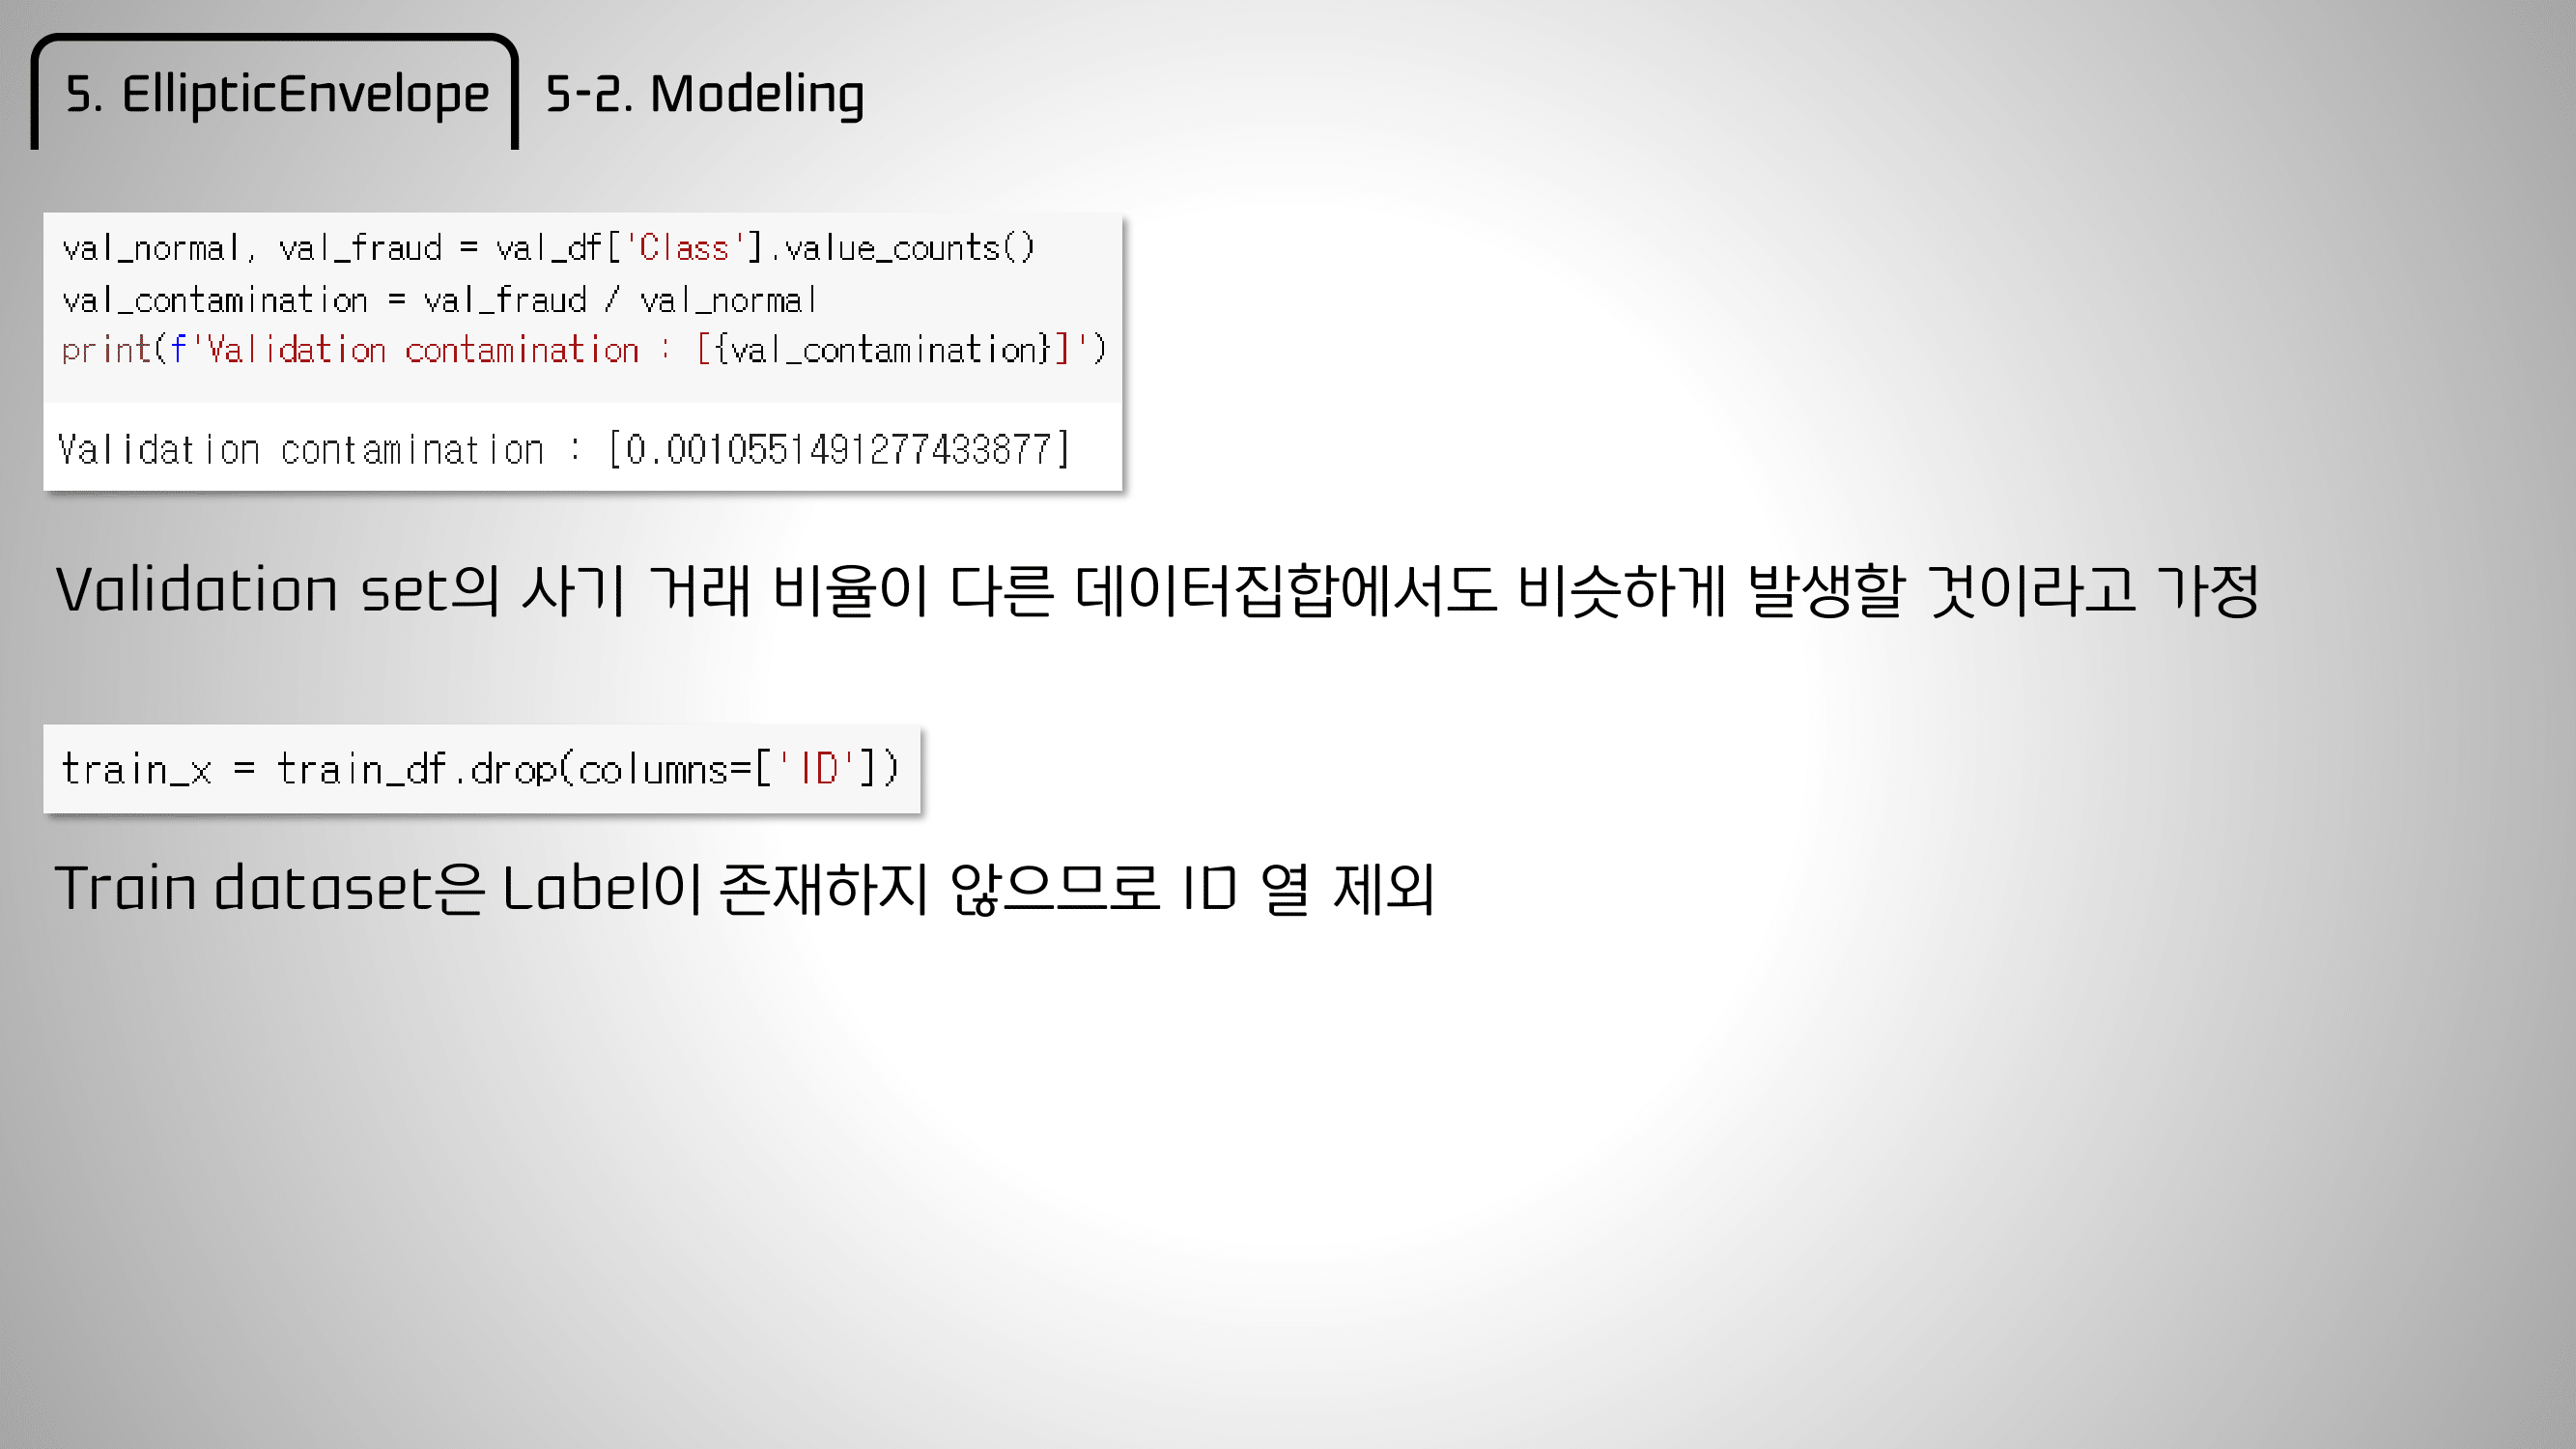 5. EllipticEnvelope 5-2. Modeling
val_normal, val_fraud = val_df['Class'].value_counts()
val_contamination = val_fraud / val_normal
print(f'Validation contamination : [{val_contamination}]')
Validation contamination : [0.0010551491277433877]
Validation set의 사기 거래 비율이 다른 데이터집합에서도 비슷하게 발생할 것이라고 가정
train_x = train_df.drop(columns=['ID'])
Train dataset은 Label이 존재하지 않으므로 ID 열 제외